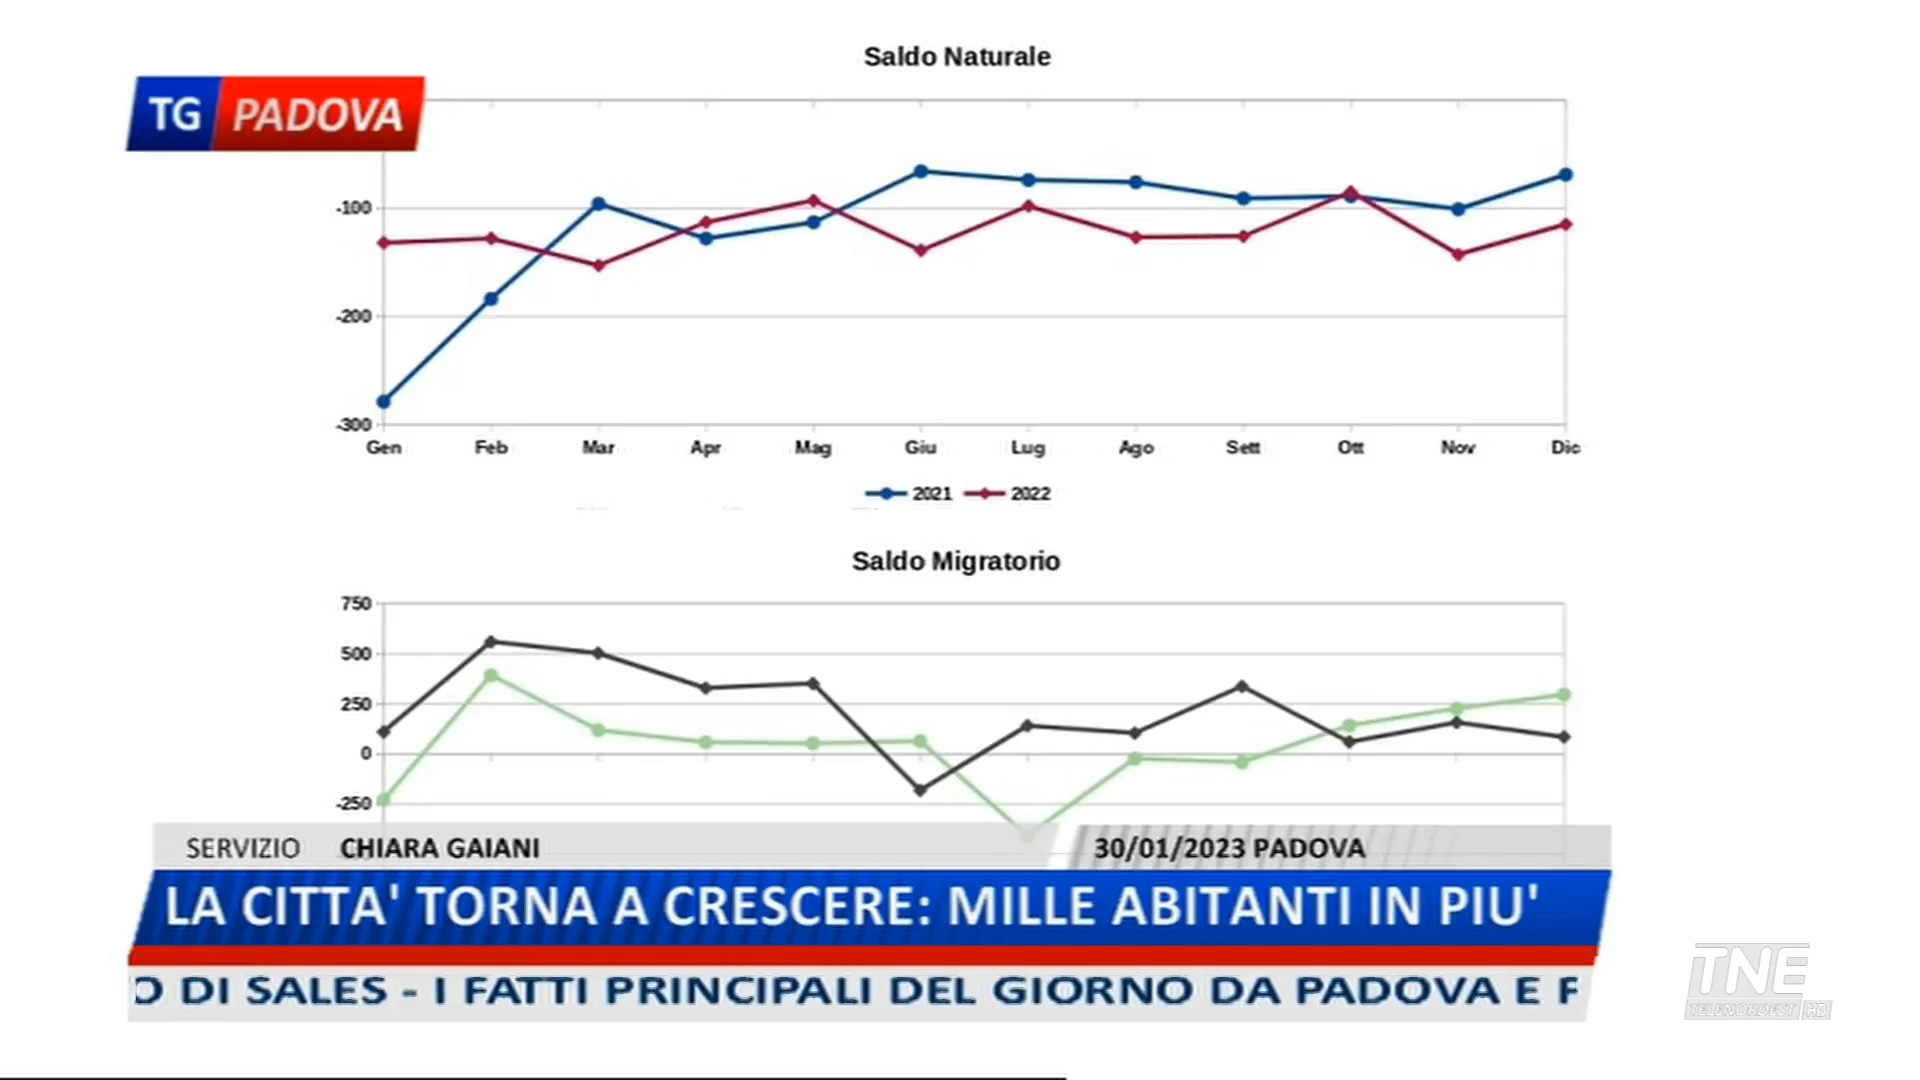 Saldo Naturale
TG PADOVA
-100
-200
-300
Gen Feb Mar Apr Mag Giu Lug Ago Sett Ott Nov Dic
2021 2022
Saldo Migratorio
750
500
250
0
-250
SERVIZIO CHIARA GAIANI 30/01/2023 PADOVA
LA CITTA' TORNA A CRESCERE: MILLE ABITANTI IN PIU'
O DI SALES - I FATTI PRINCIPALI DEL GIORNO DA PADOVA E
TNE
TELENORDEST HD